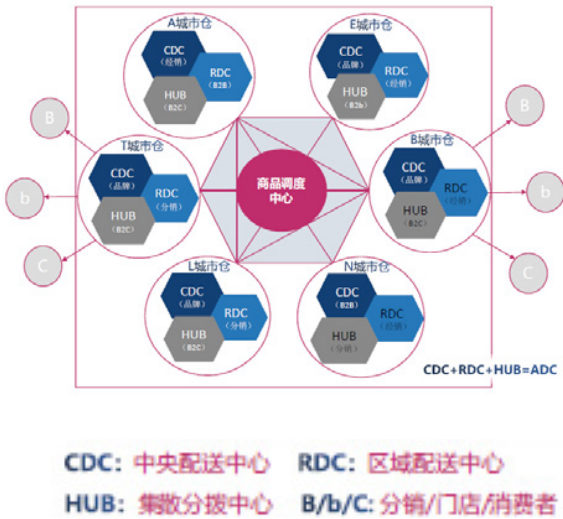 A城市仓
CDC
(经销)
RDC
(B2B)
HUB
(B2C)
E城市仓
CDC
(品牌)
RDC
(经销)
HUB
(B2b)
T城市仓
CDC
(品牌)
RDC
(分销)
HUB
(B2C)
商品调度
中心
B城市仓
CDC
(品牌)
RDC
(经销)
HUB
(B2C)
B
b
C
B
b
C
L城市仓
CDC
(品牌)
RDC
(分销)
HUB
(B2C)
N城市仓
CDC
(B2B)
RDC
(经销)
HUB
(分销)
CDC+RDC+HUB=ADC
CDC: 中央配送中心 RDC: 区域配送中心
HUB: 集散分拨中心 B/b/C: 分销/门店/消费者